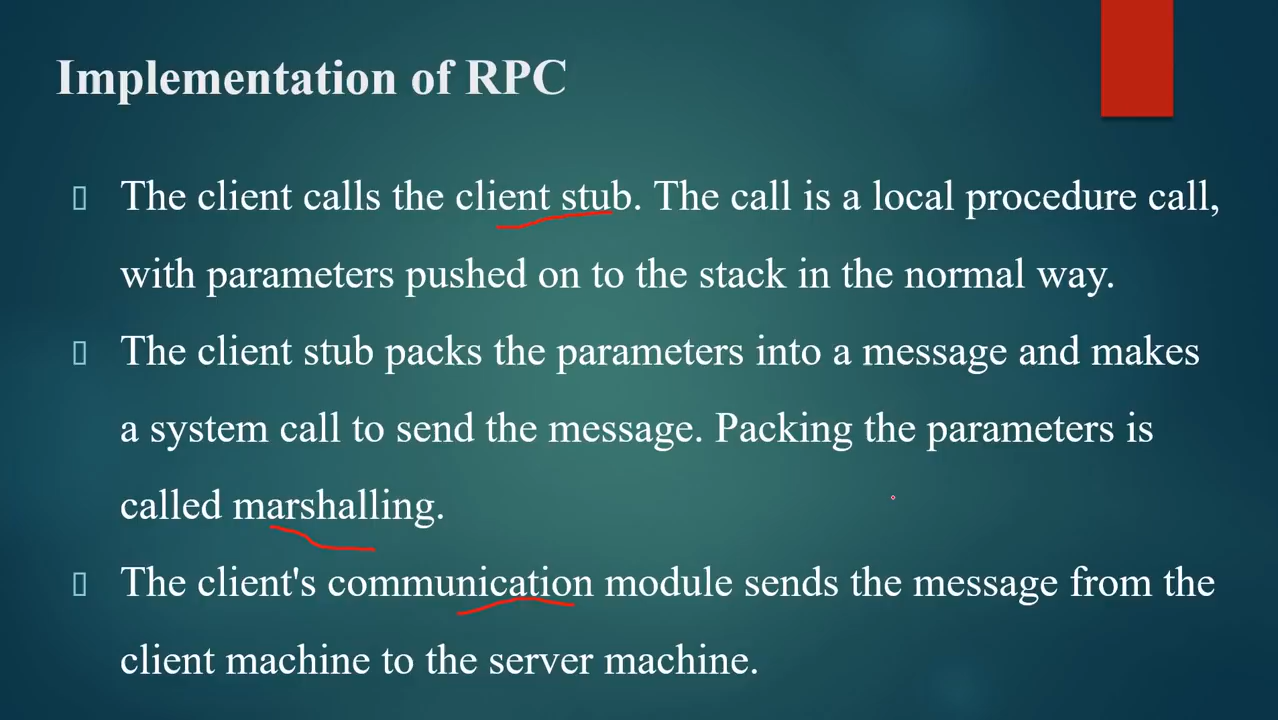 Implementation of RPC
The client calls the client stub. The call is a local procedure call,
with parameters pushed on to the stack in the normal way.
The client stub packs the parameters into a message and makes
a system call to send the message. Packing the parameters is
called marshalling.
The client's communication module sends the message from the
client machine to the server machine.